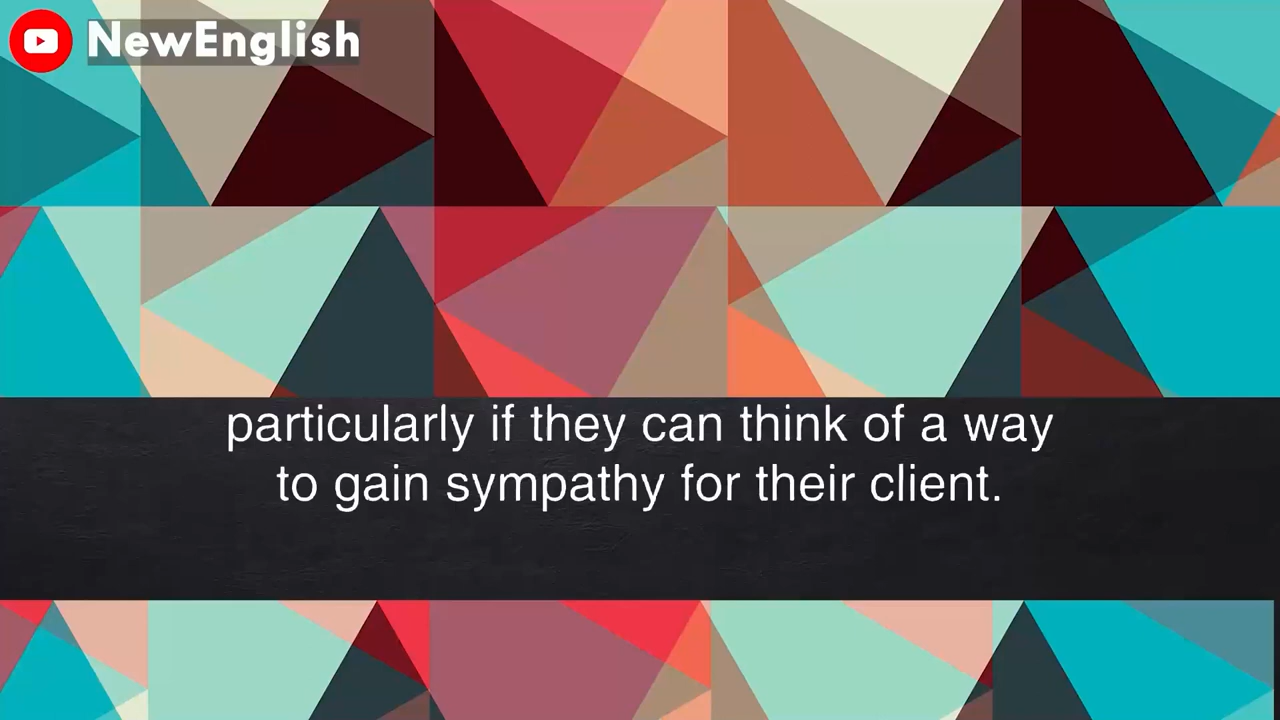 NewEnglish
particularly if they can think of a way
to gain sympathy for their client.